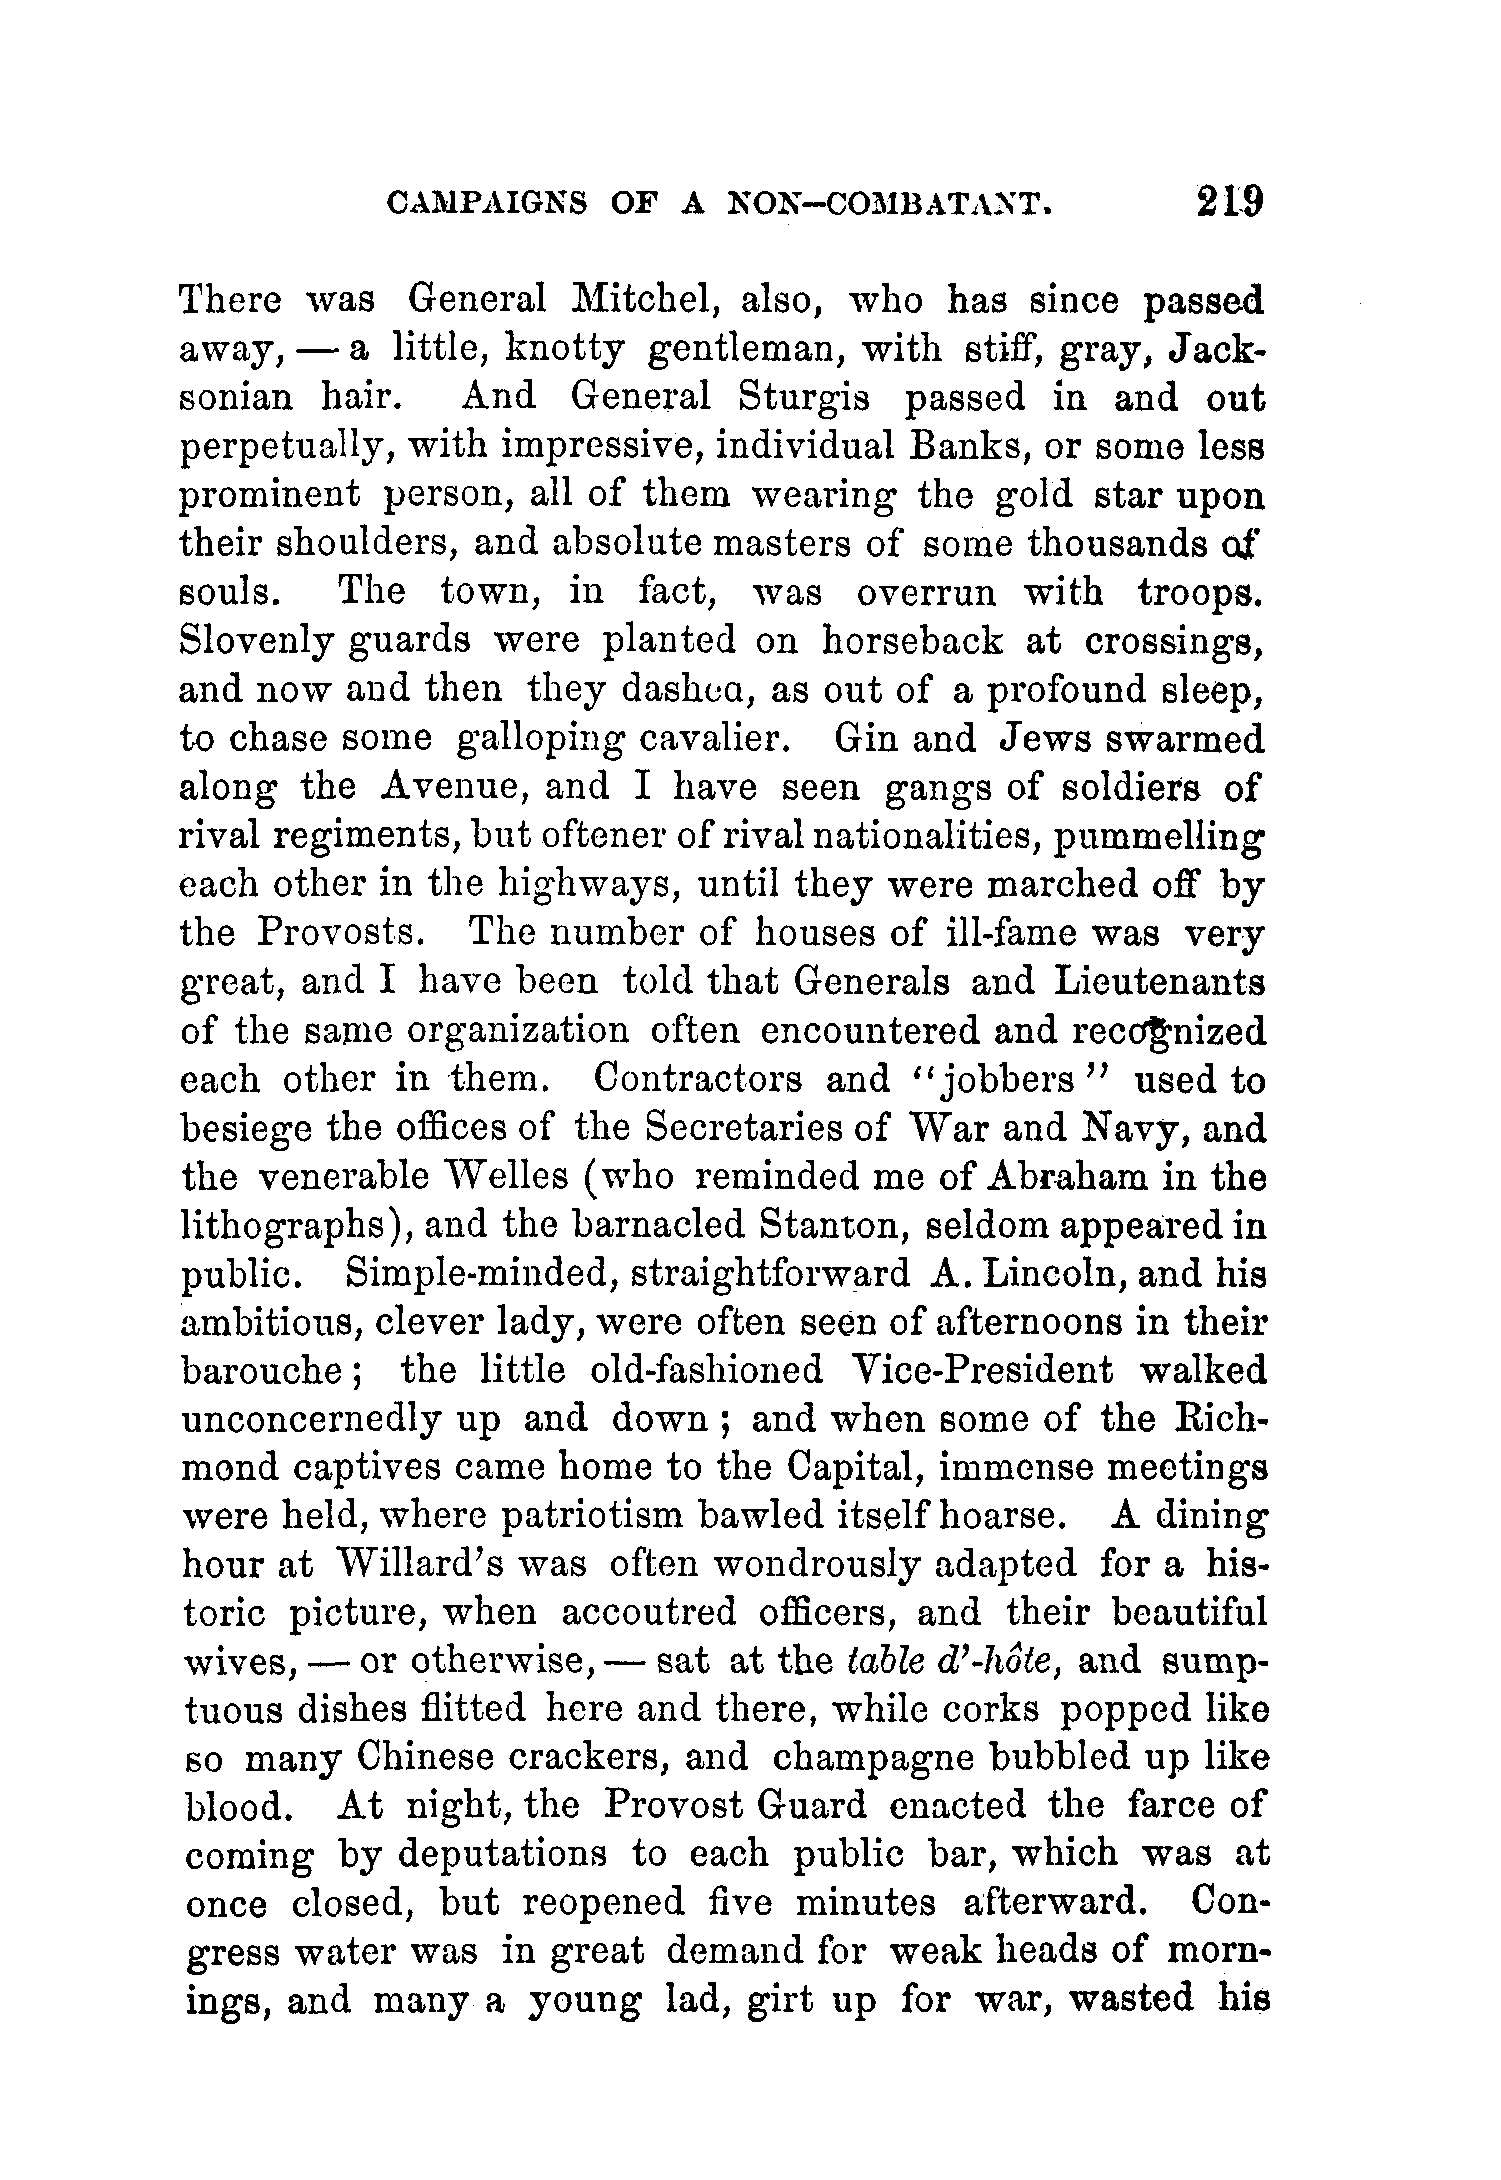 CAMPAIGNS OF A NON-COMBATANT. 219
There was General Mitchel, also, who has since passed
away, — a little, knotty gentleman, with stiff, gray, Jack-
sonian hair. And General Sturgis passed in and out
perpetually, with impressive, individual Banks, or some less
prominent person, all of them wearing the gold star upon
their shoulders, and absolute masters of some thousands of
souls. The town, in fact, was overrun with troops.
Slovenly guards were planted on horseback at crossings,
and now and then they dashed, as out of a profound sleep,
to chase some galloping cavalier. Gin and Jews swarmed
along the Avenue, and I have seen gangs of soldiers of
rival regiments, but oftener of rival nationalities, pummelling
each other in the highways, until they were marched off by
the Provosts. The number of houses of ill-fame was very
great, and I have been told that Generals and Lieutenants
of the same organization often encountered and recognized
each other in them. Contractors and "jobbers" used to
besiege the offices of the Secretaries of War and Navy, and
the venerable Welles (who reminded me of Abraham in the
lithographs), and the barnacled Stanton, seldom appeared in
public. Simple-minded, straightforward A. Lincoln, and his
ambitious, clever lady, were often seen of afternoons in their
barouche; the little old-fashioned Vice-President walked
unconcernedly up and down; and when some of the Rich-
mond captives came home to the Capital, immense meetings
were held, where patriotism bawled itself hoarse. A dining
hour at Willard's was often wondrously adapted for a his-
toric picture, when accoutred officers, and their beautiful
wives, — or otherwise, — sat at the table d'-hôte, and sump-
tuous dishes flitted here and there, while corks popped like
so many Chinese crackers, and champagne bubbled up like
blood. At night, the Provost Guard enacted the farce of
coming by deputations to each public bar, which was at
once closed, but reopened five minutes afterward. Con-
gress water was in great demand for weak heads of morn-
ings, and many a young lad, girt up for war, wasted his